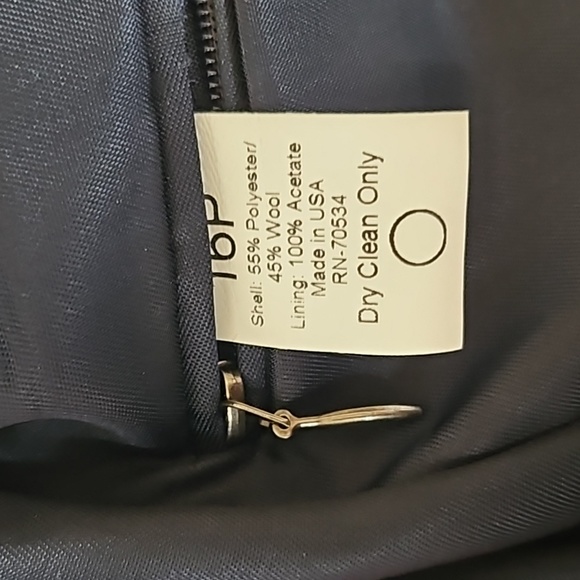 16P
Shell: 55% Polyester/
45% Wool
Lining: 100% Acetate
Made in USA
RN-70534
Dry Clean Only